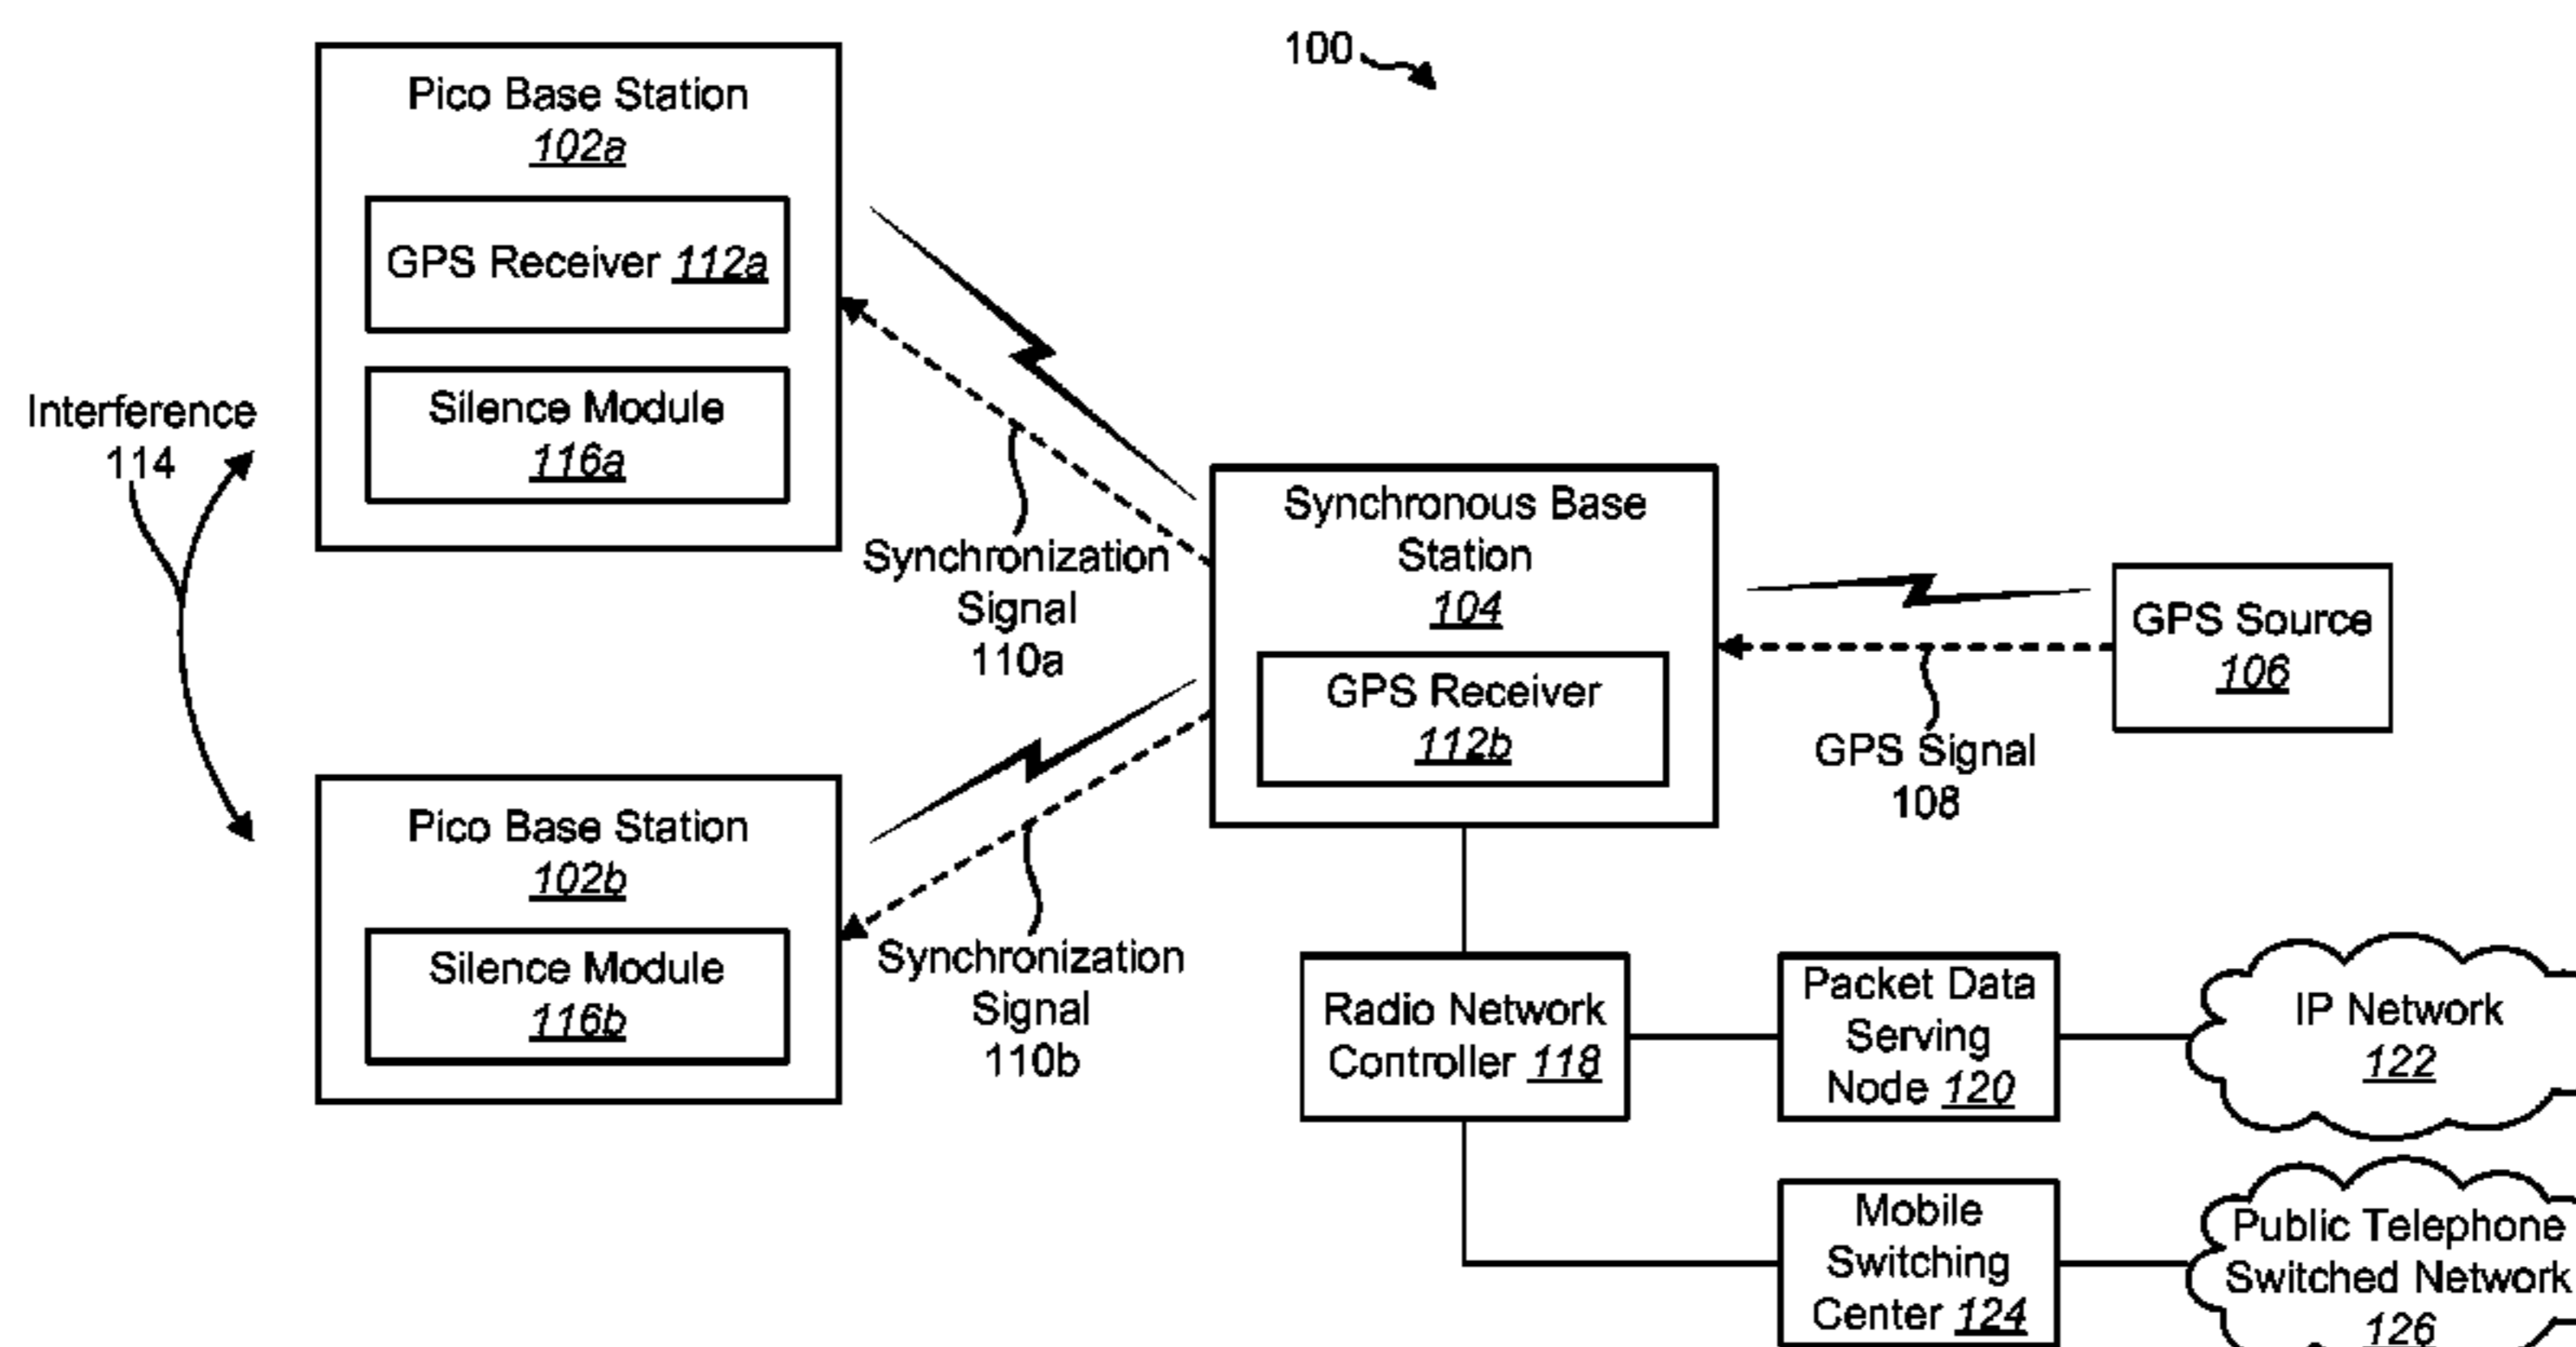 100
Pico Base Station
102a
GPS Receiver 112a
Silence Module
116a
Interference
114
Synchronization
Signal
110a
Synchronous Base
Station
104
GPS Receiver
112b
GPS Source
106
GPS Signal
108
Pico Base Station
102b
Silence Module
116b
Synchronization
Signal
110b
Radio Network
Controller 118
Packet Data
Serving
Node 120
IP Network
122
Mobile
Switching
Center 124
Public Telephone
Switched Network
126